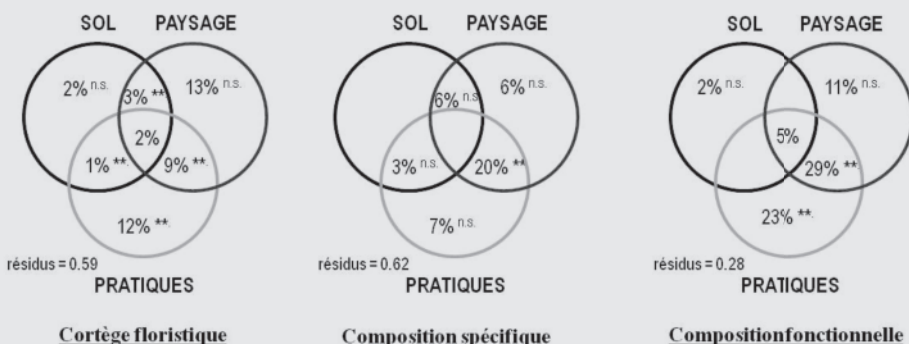 SOL PAYSAGE
2% n.s.
3% **
13% n.s.
2%
1% **.
9% **.
12% **.
résidus = 0.59
PRATIQUES
Cortège floristique
SOL PAYSAGE
6% n.s
6% n.s.
3% n.s.
20% **
7% n.s.
résidus = 0.62
PRATIQUES
Composition spécifique
SOL PAYSAGE
2% n.s.
11% n.s.
5%
29% **
23% **.
résidus = 0.28
PRATIQUES
Compositionfonctionnelle